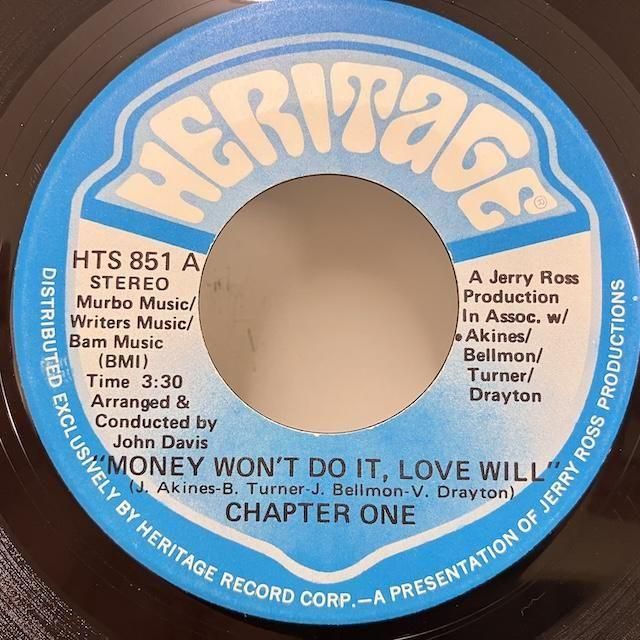 HERITAGE®
HTS 851 A
STEREO
Murbo Music/
Writers Music/
Bam Music
(BMI)
Time 3:30
Arranged &
Conducted by
John Davis
A Jerry Ross
Production
In Assoc. w/
Akines/
Bellmon/
Turner/
Drayton
"MONEY WON'T DO IT, LOVE WILL"
(J. Akines-B. Turner-J. Bellmon-V. Drayton)
CHAPTER ONE
DISTRIBUTED EXCLUSIVELY BY HERITAGE RECORD CORP.—A PRESENTATION OF JERRY ROSS PRODUCTIONS